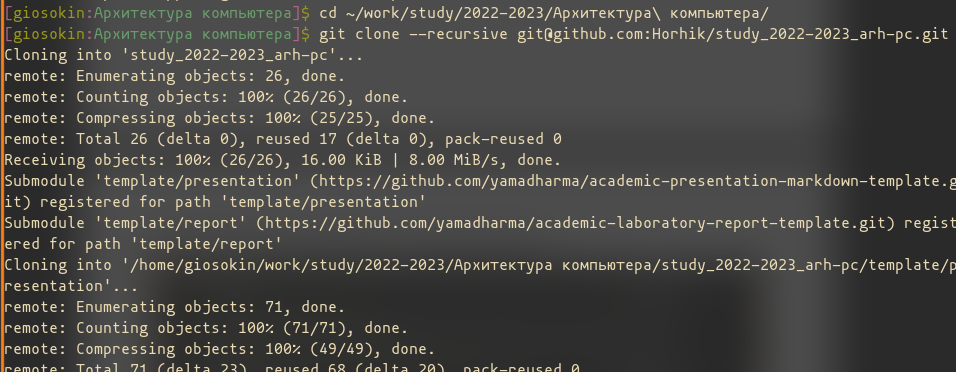 [giosokin:Архитектура компьютера]$ cd ~/work/study/2022-2023/Архитектура\ компьютера/
[giosokin:Архитектура компьютера]$ git clone --recursive git@github.com:Horhik/study_2022-2023_arh-pc.git
Cloning into 'study_2022-2023_arh-pc'...
remote: Enumerating objects: 26, done.
remote: Counting objects: 100% (26/26), done.
remote: Compressing objects: 100% (25/25), done.
remote: Total 26 (delta 0), reused 17 (delta 0), pack-reused 0
Receiving objects: 100% (26/26), 16.00 KiB | 8.00 MiB/s, done.
Submodule 'template/presentation' (https://github.com/yamadharma/academic-presentation-markdown-template.g
it) registered for path 'template/presentation'
Submodule 'template/report' (https://github.com/yamadharma/academic-laboratory-report-template.git) regist
ered for path 'template/report'
Cloning into '/home/giosokin/work/study/2022-2023/Архитектура компьютера/study_2022-2023_arh-pc/template/p
resentation'...
remote: Enumerating objects: 71, done.
remote: Counting objects: 100% (71/71), done.
remote: Compressing objects: 100% (49/49), done.
remote: Total 71 (delta 23), reused 68 (delta 20), pack-reused 0